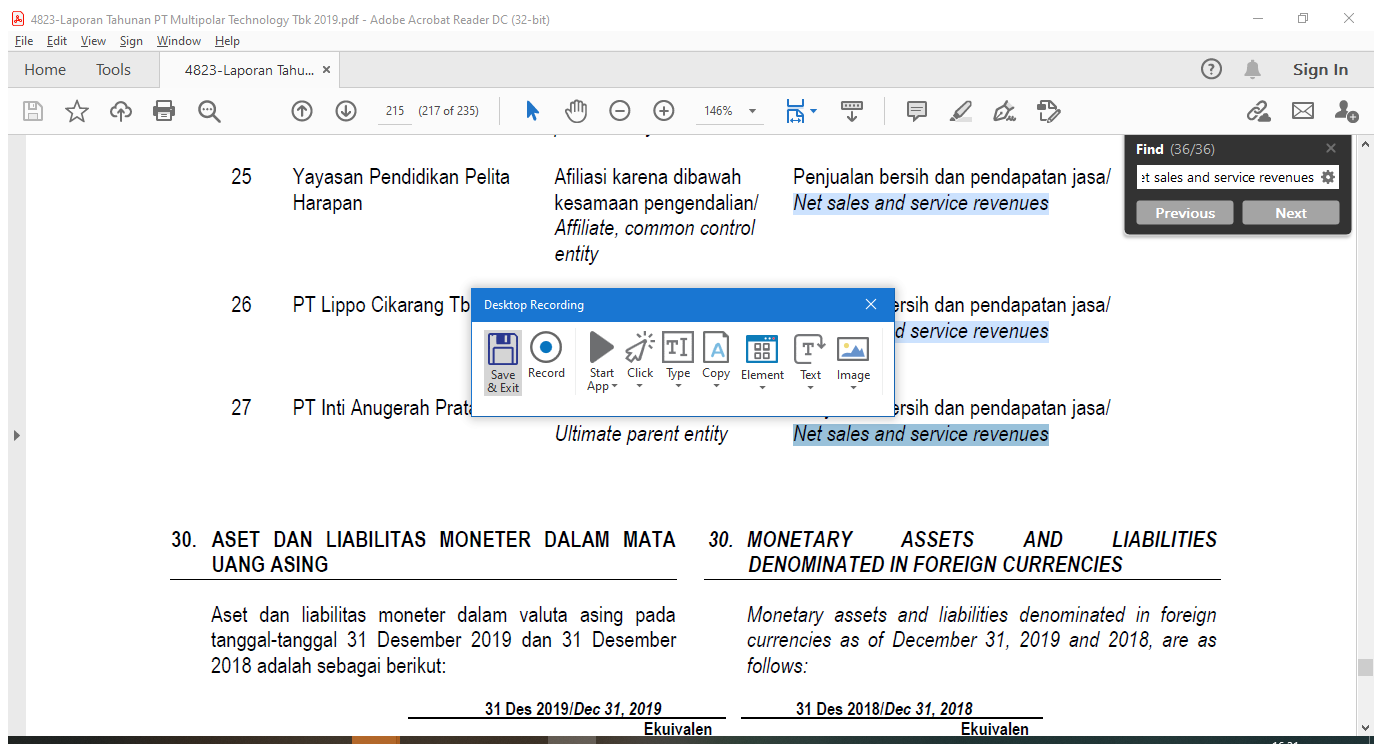 4823-Laporan Tahunan PT Multipolar Technology Tbk 2019.pdf - Adobe Acrobat Reader DC (32-bit)
File Edit View Sign Window Help
Home Tools 4823-Laporan Tahu... × Sign In
215 (217 of 235) 146%
Find (36/36)
et sales and service revenues
Previous Next
25 Yayasan Pendidikan Pelita Afiliasi karena dibawah Penjualan bersih dan pendapatan jasa/
Harapan kesamaan pengendalian/ Net sales and service revenues
Affiliate, common control
entity
26 PT Lippo Cikarang Tb ersih dan pendapatan jasa/
d service revenues
Desktop Recording
Save & Exit Record Start App Click Type Copy Element Text Image
27 PT Inti Anugerah Prata ersih dan pendapatan jasa/
Ultimate parent entity Net sales and service revenues
30. ASET DAN LIABILITAS MONETER DALAM MATA
UANG ASING
30. MONETARY ASSETS AND LIABILITIES
DENOMINATED IN FOREIGN CURRENCIES
Aset dan liabilitas moneter dalam valuta asing pada
tanggal-tanggal 31 Desember 2019 dan 31 Desember
2018 adalah sebagai berikut:
Monetary assets and liabilities denominated in foreign
currencies as of December 31, 2019 and 2018, are as
follows:
31 Des 2019/Dec 31, 2019 31 Des 2018/Dec 31, 2018
Ekuivalen Ekuivalen